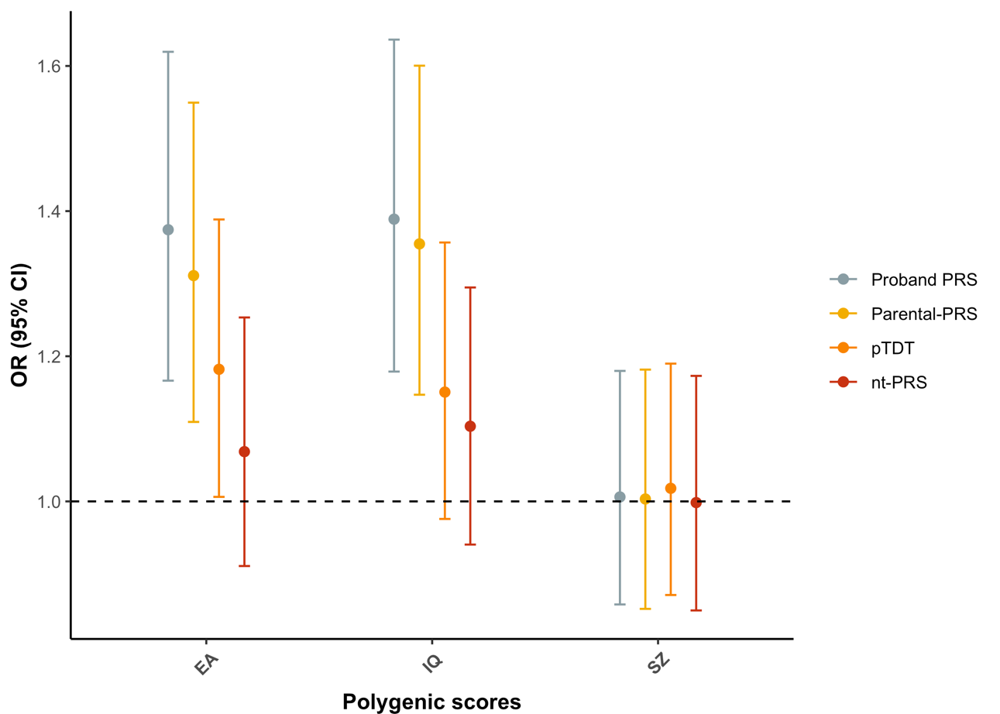 OR (95% CI)
1.6
1.4
1.2
1.0
EA
IQ
SZ
Polygenic scores
Proband PRS
Parental-PRS
pTDT
nt-PRS